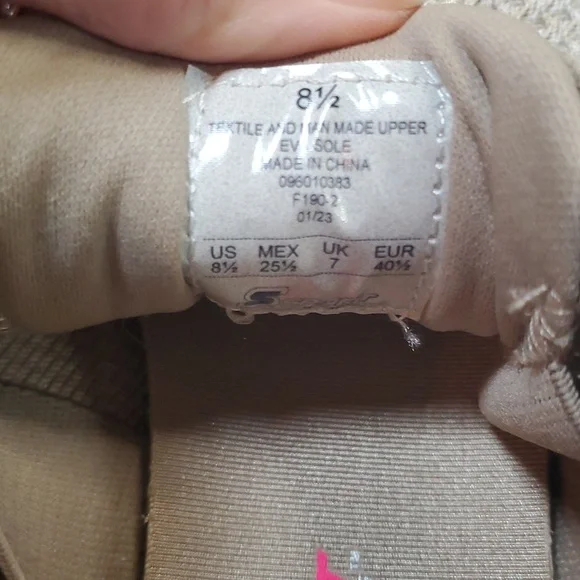 8½
TEXTILE AND MAN MADE UPPER
EVA SOLE
MADE IN CHINA
096010383
F190-2
01/23
US MEX UK EUR
8½ 25½ 7 40½